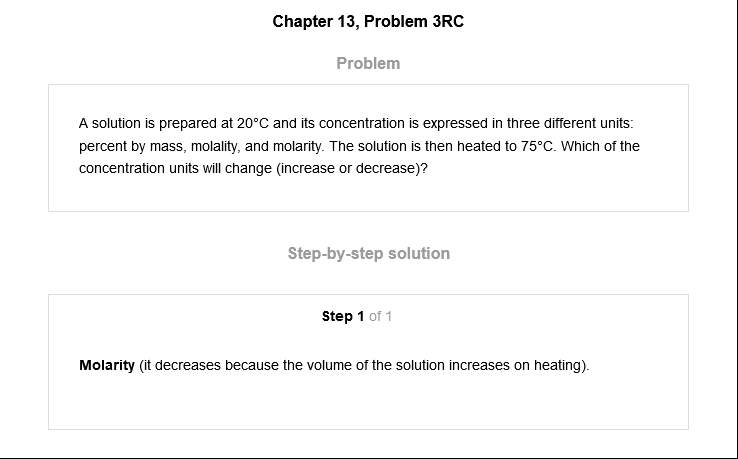 Chapter 13, Problem 3RC
Problem
A solution is prepared at 20°C and its concentration is expressed in three different units:
percent by mass, molality, and molarity. The solution is then heated to 75°C. Which of the
concentration units will change (increase or decrease)?
Step-by-step solution
Step 1 of 1
Molarity (it decreases because the volume of the solution increases on heating).